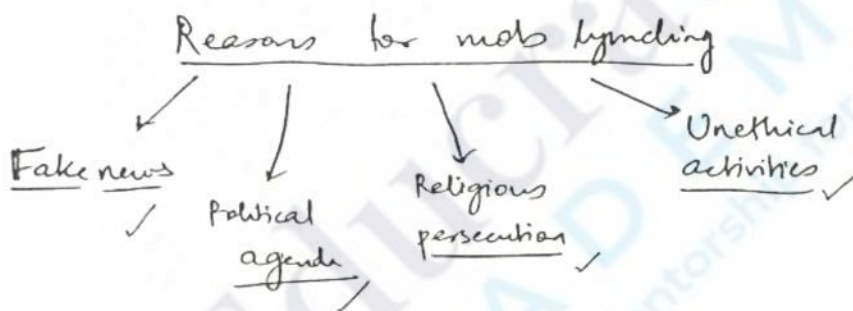 Reasons for mob lynching
Fake news
Political
agenda
Religious
persecution
Unethical
activities